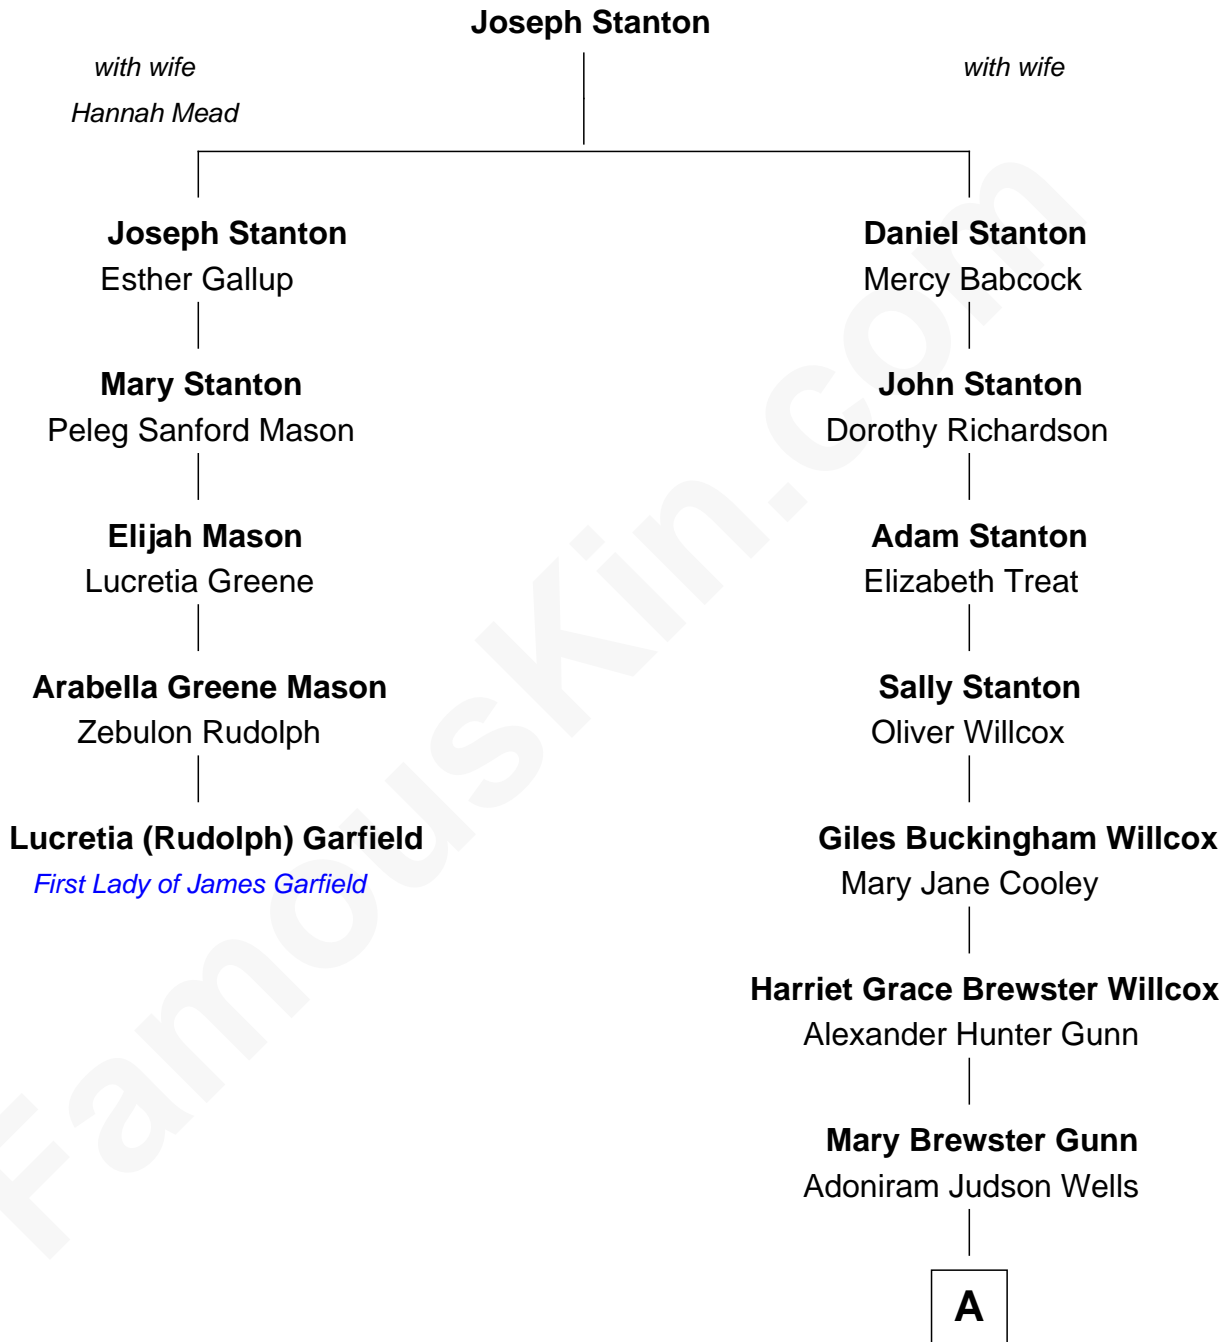 Joseph Stanton
with wife
Hannah Mead
with wife
Joseph Stanton
Esther Gallup
Mary Stanton
Peleg Sanford Mason
Elijah Mason
Lucretia Greene
Arabella Greene Mason
Zebulon Rudolph
Lucretia (Rudolph) Garfield
First Lady of James Garfield
Daniel Stanton
Mercy Babcock
John Stanton
Dorothy Richardson
Adam Stanton
Elizabeth Treat
Sally Stanton
Oliver Willcox
Giles Buckingham Willcox
Mary Jane Cooley
Harriet Grace Brewster Willcox
Alexander Hunter Gunn
Mary Brewster Gunn
Adoniram Judson Wells
A
FamousKin.com